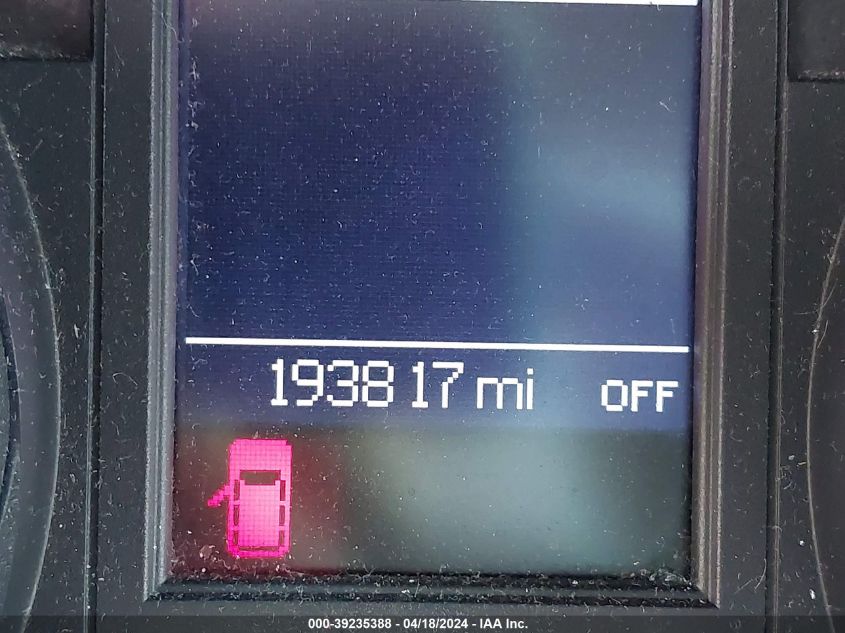 193817 mi OFF
000-39235388 - 04/18/2024 - IAA Inc.